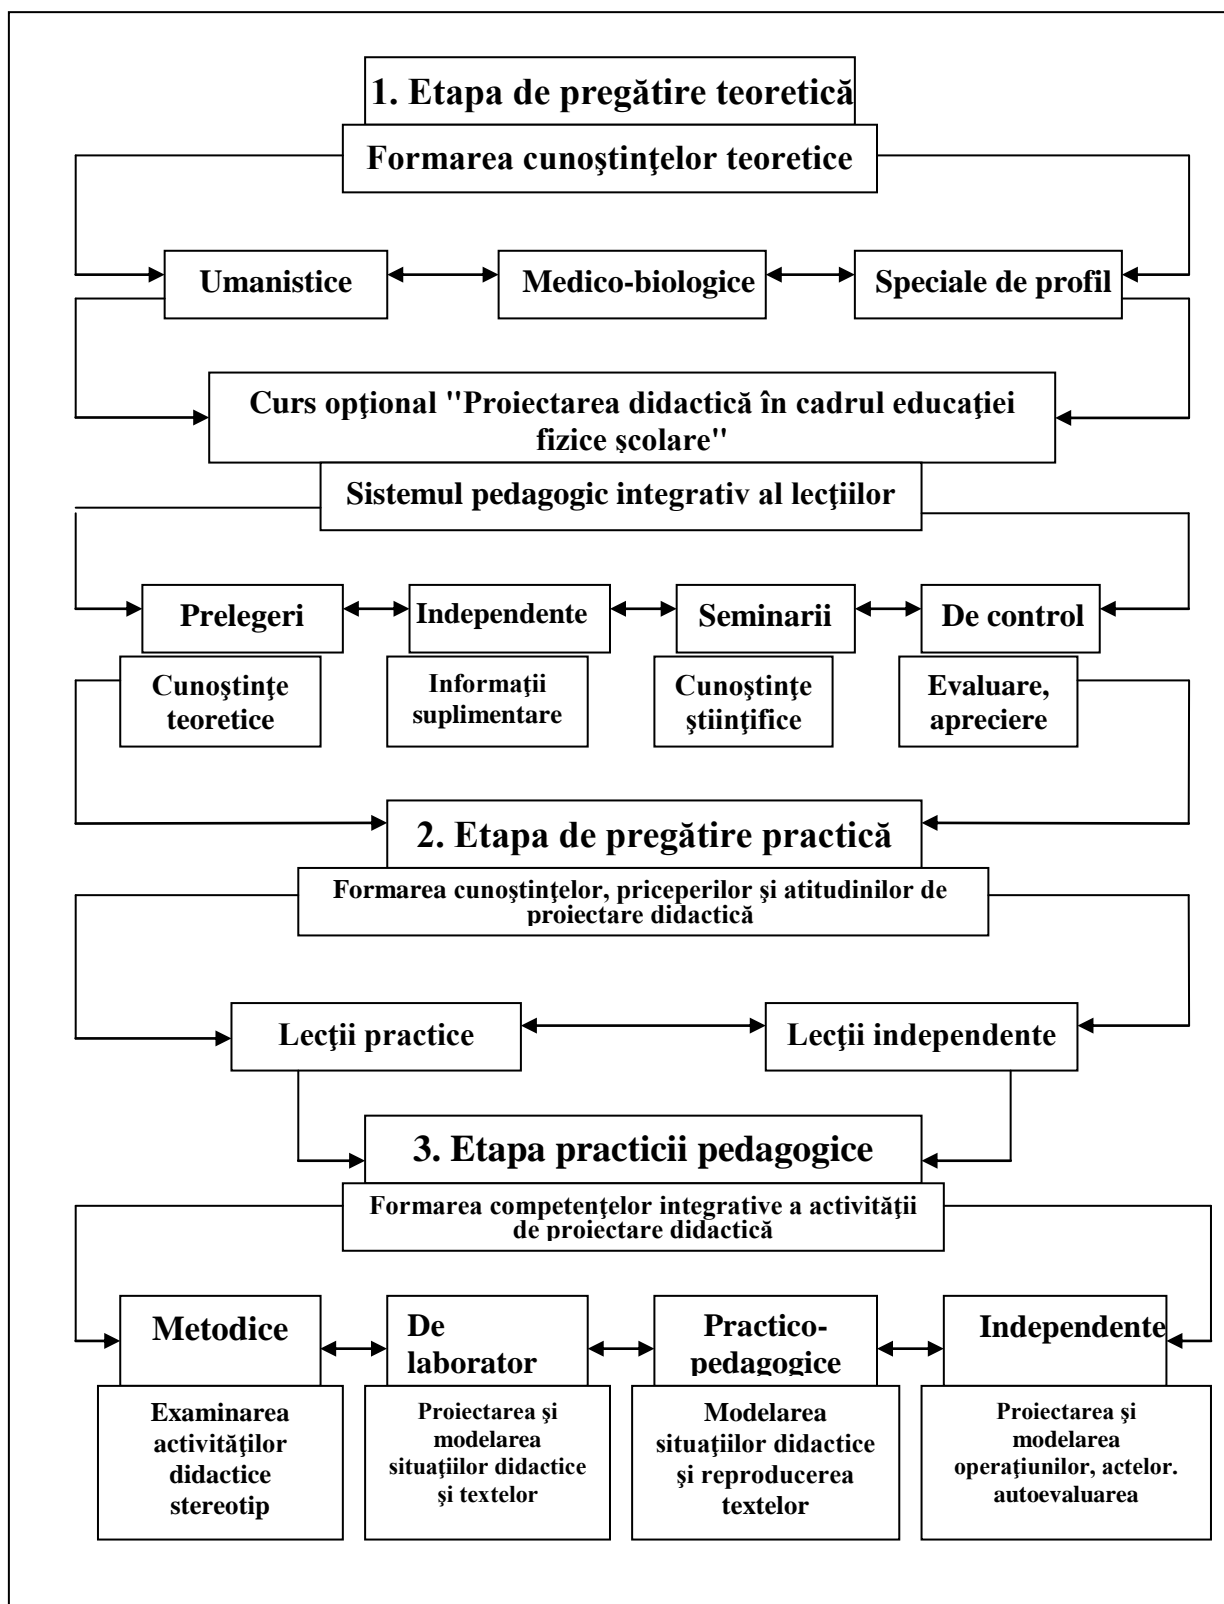 1. Etapa de pregătire teoretică
Formarea cunoştinţelor teoretice
Umanistice
Medico-biologice
Speciale de profil
Curs opţional "Proiectarea didactică în cadrul educaţiei
fizice şcolare"
Sistemul pedagogic integrativ al lecţiilor
Prelegeri
Independente
Seminarii
De control
Cunoştinţe
teoretice
Informaţii
suplimentare
Cunoştinţe
ştiinţifice
Evaluare,
apreciere
2. Etapa de pregătire practică
Formarea cunoştinţelor, priceperilor şi atitudinilor de
proiectare didactică
Lecţii practice
Lecţii independente
3. Etapa practicii pedagogice
Formarea competenţelor integrative a activităţii
de proiectare didactică
Metodice
De
laborator
Practico-
pedagogice
Independente
Examinarea
activităţilor
didactice
stereotip
Proiectarea şi
modelarea
situaţiilor didactice
şi textelor
Modelarea
situaţiilor didactice
şi reproducerea
textelor
Proiectarea şi
modelarea
operaţiunilor, actelor.
autoevaluarea